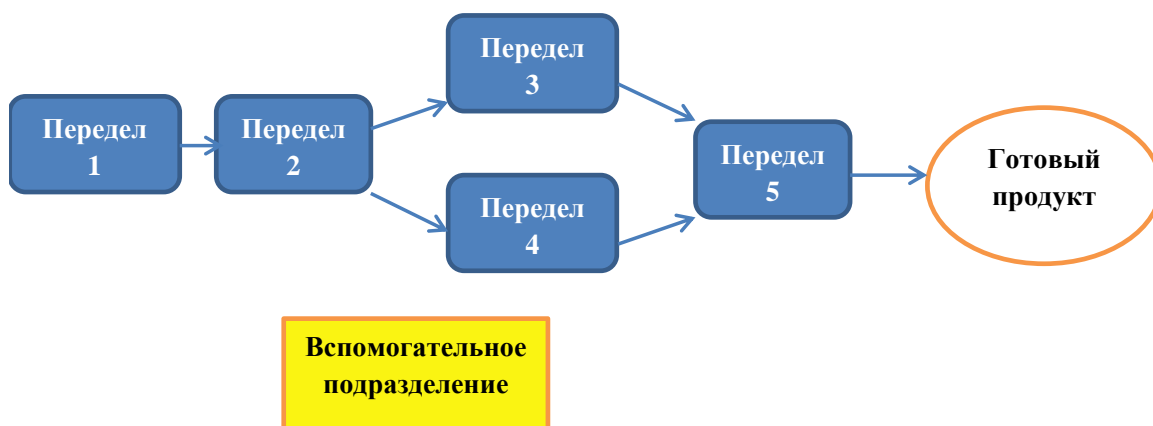 Передел
1
Передел
2
Передел
3
Передел
4
Передел
5
Готовый
продукт
Вспомогательное
подразделение